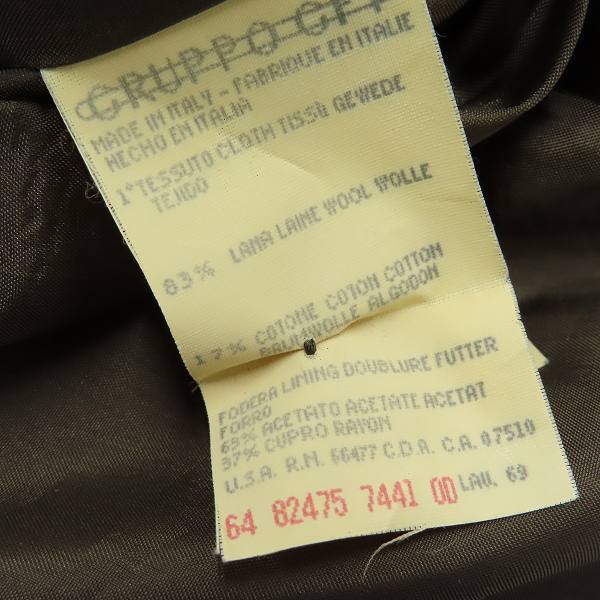 GRUPPO GFT
MADE IN ITALY - FABRIQUE EN ITALIE
HECHO EN ITALIA
1°TESSUTO CLOTH TISSU GEWEDE
TEHDO
83% LANA LAINE WOOL WOLLE
17% COTONE COTON COTTON
BAUMWOLLE ALGODON
FODERA LINING DOUBLURE FUTTER
FORRO
63% ACETATO ACETATE ACETAT
37% CUPRO RAYON
U.S.A. R.N. 66477 C.D.A. C.A. 07510
64 82475 7441 0D LAV. 69